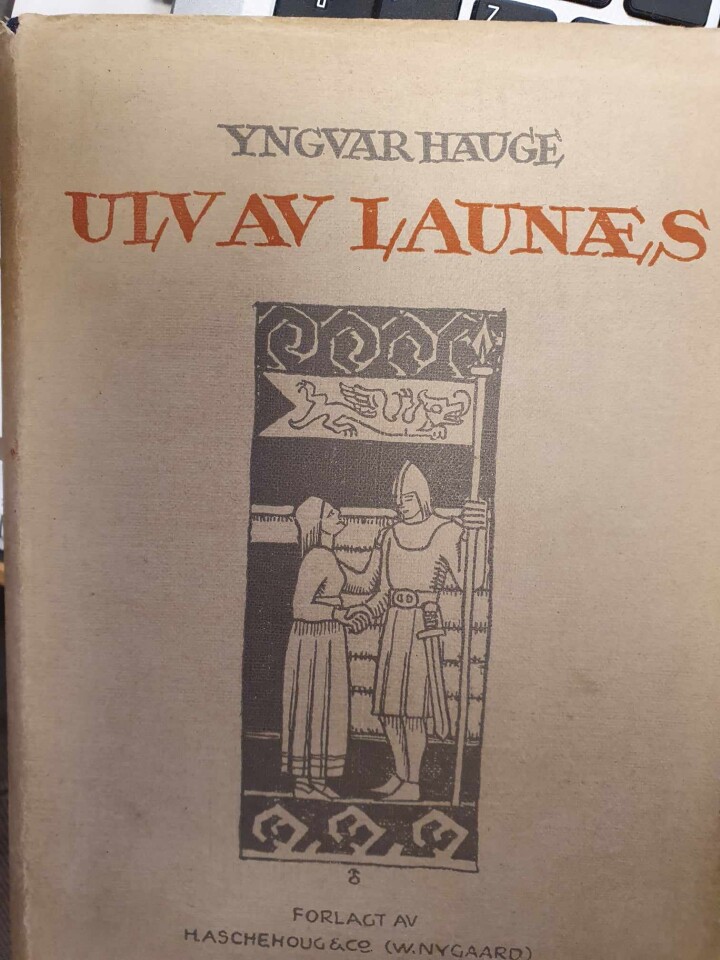 YNGVAR HAUGE
ULV AV LAUNÆS
FORLAGT AV
H.ASCHEHOUG & Co (W.NYGAARD)